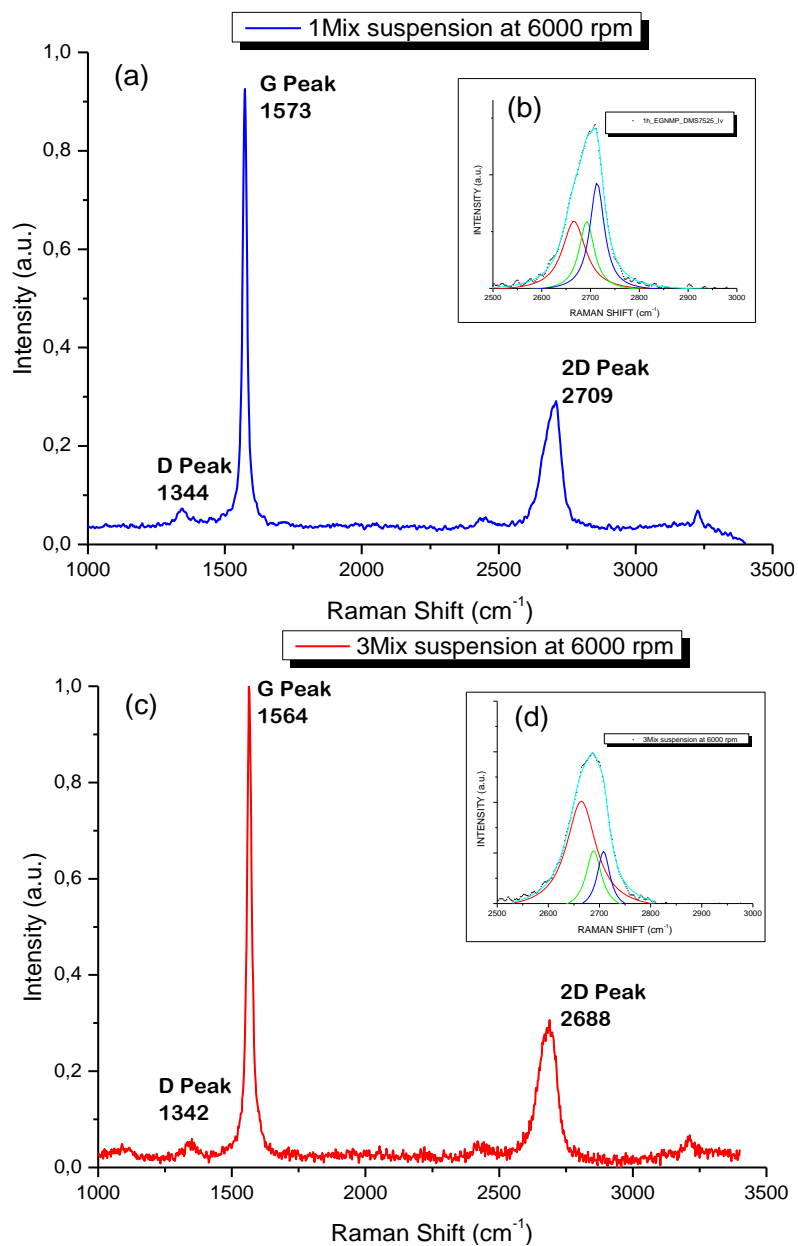 1Mix suspension at 6000 rpm
(a)
G Peak
1573
D Peak
1344
2D Peak
2709
1,0
0,8
0,6
0,4
0,2
0,0
Intensity (a.u.)
1000 1500 2000 2500 3000 3500
Raman Shift (cm-1)
(b)
1h_EGNMP_DMS7525_lv
INTENSITY (a.u.)
2500 2600 2700 2800 2900 3000
RAMAN SHIFT (cm-1)
3Mix suspension at 6000 rpm
(c)
G Peak
1564
D Peak
1342
2D Peak
2688
1,0
0,8
0,6
0,4
0,2
0,0
Intensity (a.u.)
1000 1500 2000 2500 3000 3500
Raman Shift (cm-1)
(d)
3Mix suspension at 6000 rpm
INTENSITY (a.u.)
2500 2600 2700 2800 2900 3000
RAMAN SHIFT (cm-1)